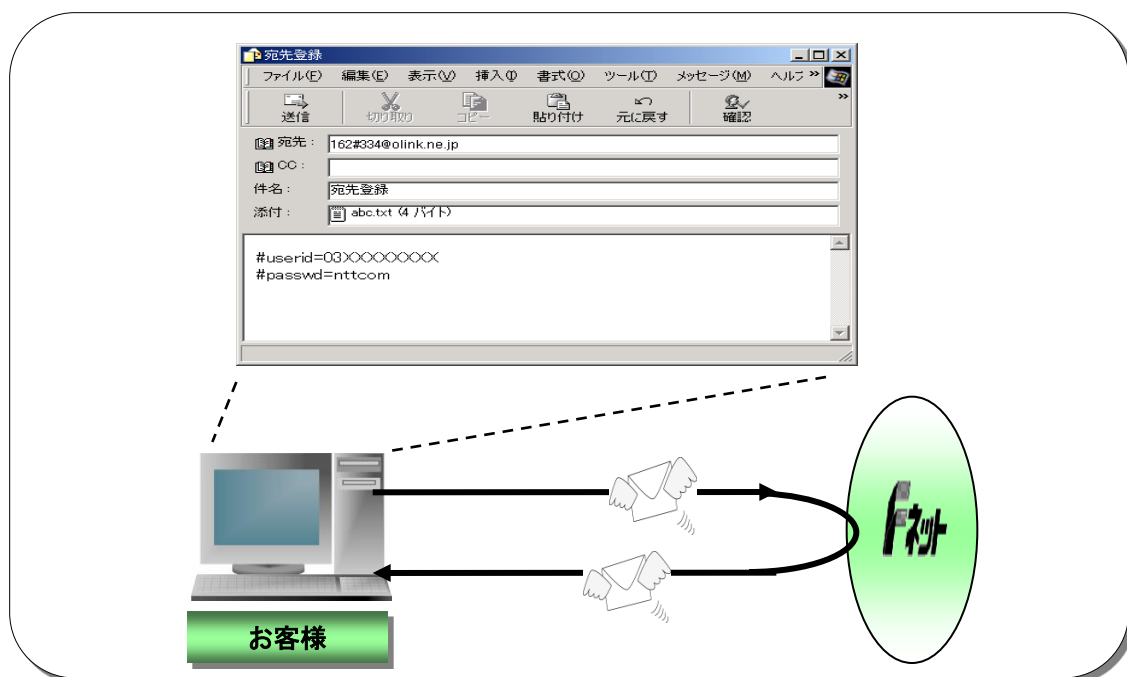 宛先登録
ファイル(F) 編集(E) 表示(V) 挿入(I) 書式(O) ツール(T) メッセージ(M) ヘルプ »
送信 切り取り コピー 貼り付け 元に戻す 確認 »
宛先: 162#334@olink.ne.jp
CC:
件名: 宛先登録
添付: abc.txt (4 バイト)
#userid=03XXXXXXXX
#passwd=nttcom
Fネット
お客様